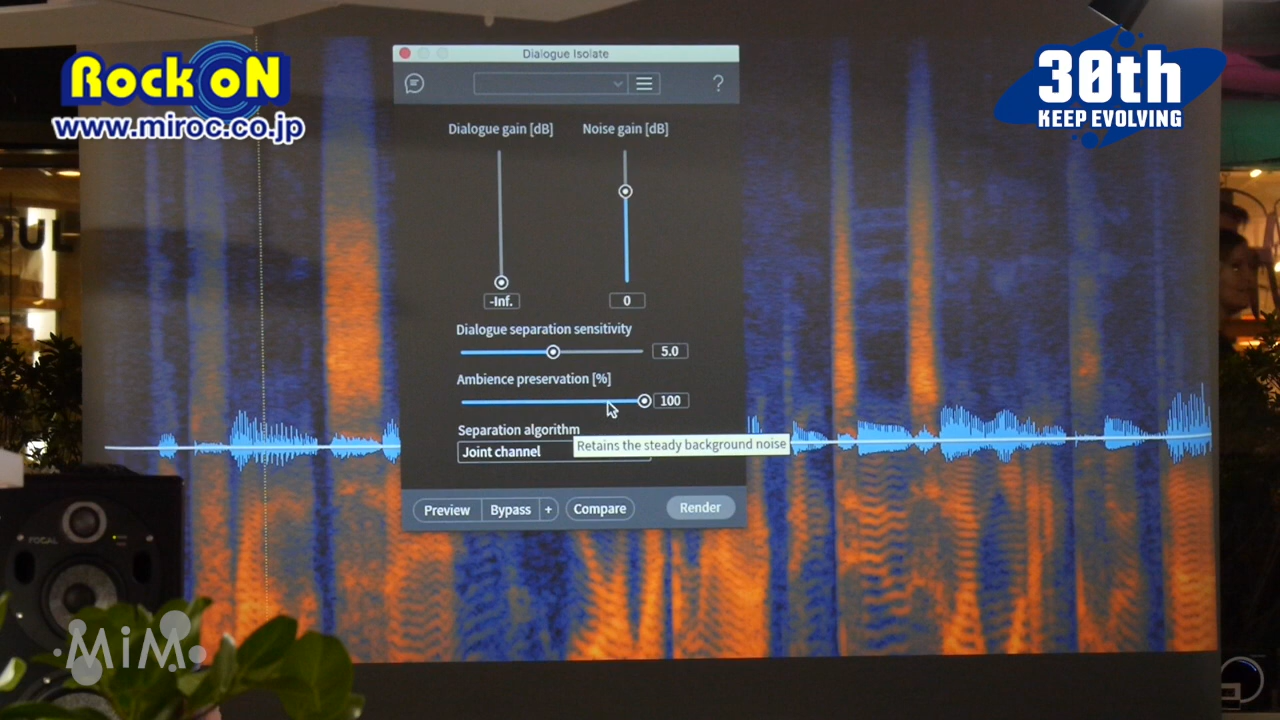 Rock oN
www.miroc.co.jp
30th
KEEP EVOLVING
Dialogue Isolate
?
Dialogue gain [dB]
Noise gain [dB]
-Inf.
0
Dialogue separation sensitivity
5.0
Ambience preservation [%]
100
Separation algorithm
Joint channel
Retains the steady background noise
Preview
Bypass
+
Compare
Render
FOCAL
MiM